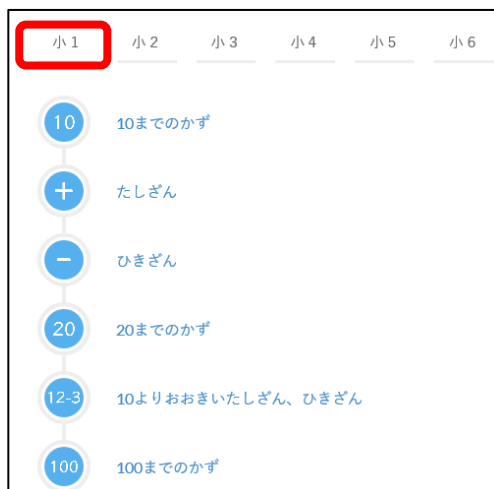 小1 小2 小3 小4 小5 小6
10 10までのかず
+ たしざん
− ひきざん
20 20までのかず
12-3 10よりおおきいたしざん、ひきざん
100 100までのかず